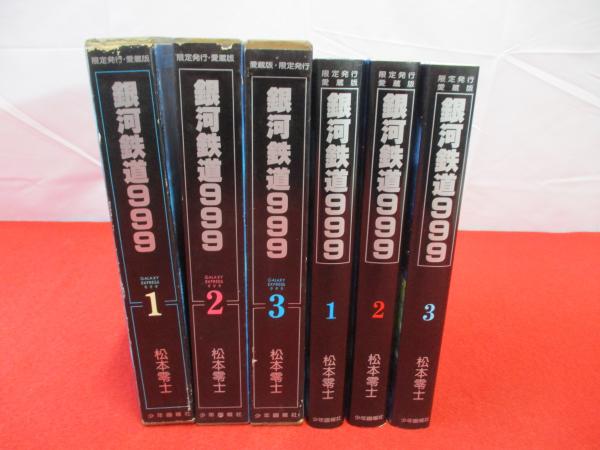 限定発行・愛蔵版
銀河鉄道999
GALAXY
EXPRESS
999
1
松本零士
少年画報社
限定発行・愛蔵版
銀河鉄道999
GALAXY
EXPRESS
999
2
松本零士
少年画報社
愛蔵版・限定発行
銀河鉄道999
GALAXY
EXPRESS
999
3
松本零士
少年画報社
限定発行
愛蔵版
銀河鉄道999
1
松本零士
少年画報社
限定発行
愛蔵版
銀河鉄道999
2
松本零士
少年画報社
限定発行
愛蔵版
銀河鉄道999
3
松本零士
少年画報社